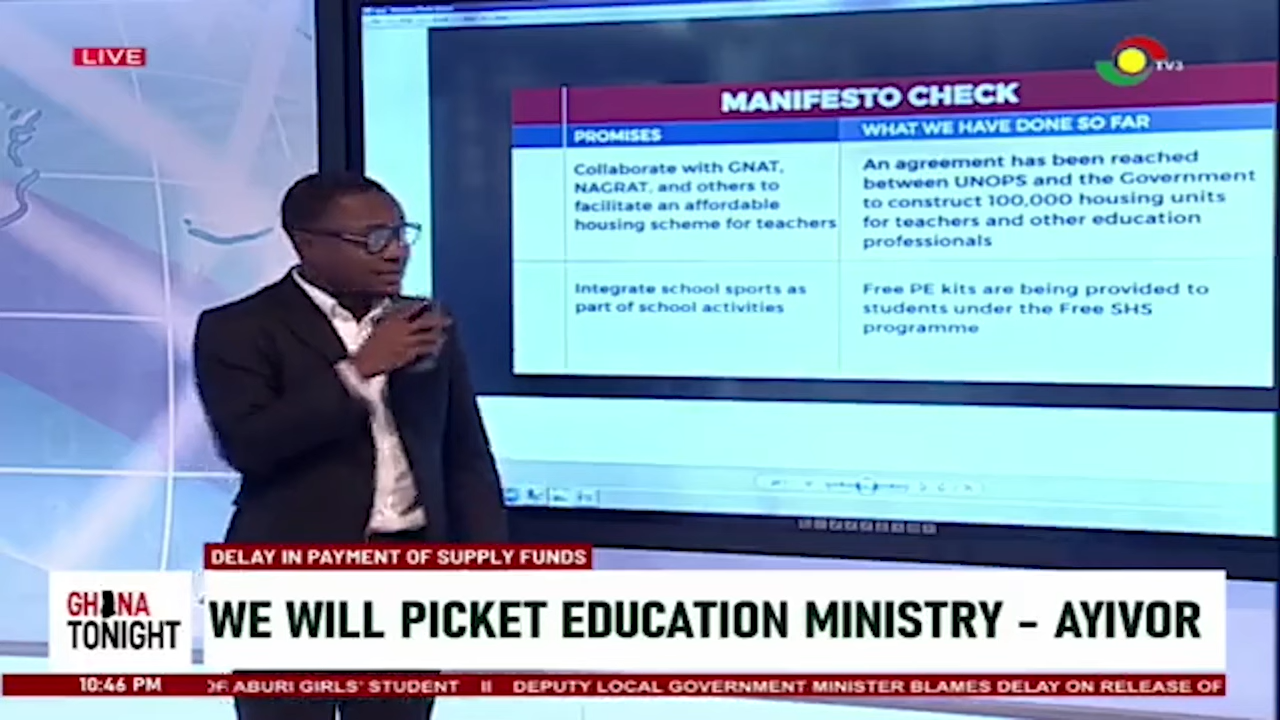 LIVE
TV3
MANIFESTO CHECK
PROMISES
WHAT WE HAVE DONE SO FAR
Collaborate with GNAT,
NAGRAT, and others to
facilitate an affordable
housing scheme for teachers
An agreement has been reached
between UNOPS and the Government
to construct 100,000 housing units
for teachers and other education
professionals
Integrate school sports as
part of school activities
Free PE kits are being provided to
students under the Free SHS
programme
DELAY IN PAYMENT OF SUPPLY FUNDS
GHANA
TONIGHT
WE WILL PICKET EDUCATION MINISTRY – AYIVOR
10:46 PM
OF ABURI GIRLS' STUDENT II DEPUTY LOCAL GOVERNMENT MINISTER BLAMES DELAY ON RELEASE OF